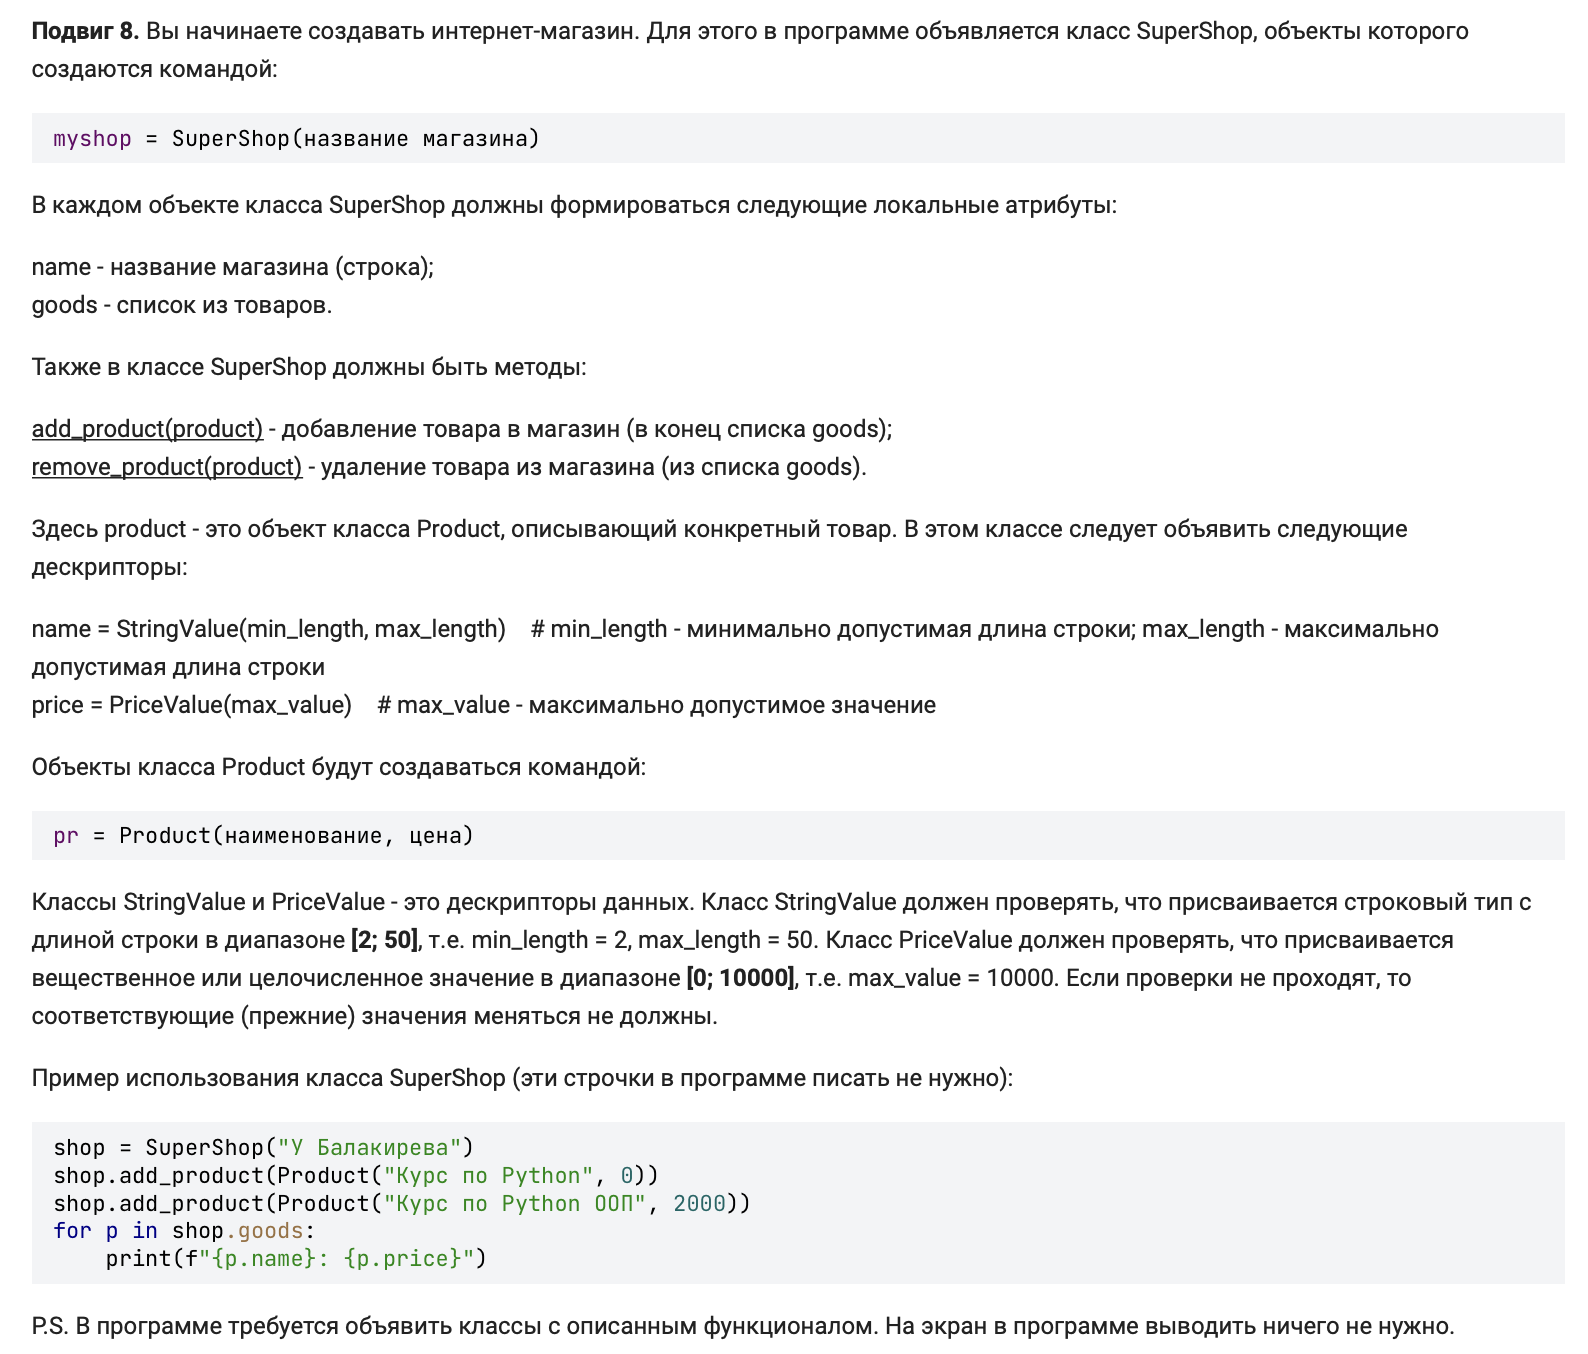 Подвиг 8. Вы начинаете создавать интернет-магазин. Для этого в программе объявляется класс SuperShop, объекты которого
создаются командой:
myshop = SuperShop(название магазина)
В каждом объекте класса SuperShop должны формироваться следующие локальные атрибуты:
name - название магазина (строка);
goods - список из товаров.
Также в классе SuperShop должны быть методы:
add_product(product) - добавление товара в магазин (в конец списка goods);
remove_product(product) - удаление товара из магазина (из списка goods).
Здесь product - это объект класса Product, описывающий конкретный товар. В этом классе следует объявить следующие
дескрипторы:
name = StringValue(min_length, max_length)    # min_length - минимально допустимая длина строки; max_length - максимально
допустимая длина строки
price = PriceValue(max_value)    # max_value - максимально допустимое значение
Объекты класса Product будут создаваться командой:
pr = Product(наименование, цена)
Классы StringValue и PriceValue - это дескрипторы данных. Класс StringValue должен проверять, что присваивается строковый тип с
длиной строки в диапазоне [2; 50], т.е. min_length = 2, max_length = 50. Класс PriceValue должен проверять, что присваивается
вещественное или целочисленное значение в диапазоне [0; 10000], т.е. max_value = 10000. Если проверки не проходят, то
соответствующие (прежние) значения меняться не должны.
Пример использования класса SuperShop (эти строчки в программе писать не нужно):
shop = SuperShop("У Балакирева")
shop.add_product(Product("Курс по Python", 0))
shop.add_product(Product("Курс по Python ООП", 2000))
for p in shop.goods:
    print(f"{p.name}: {p.price}")
P.S. В программе требуется объявить классы с описанным функционалом. На экран в программе выводить ничего не нужно.